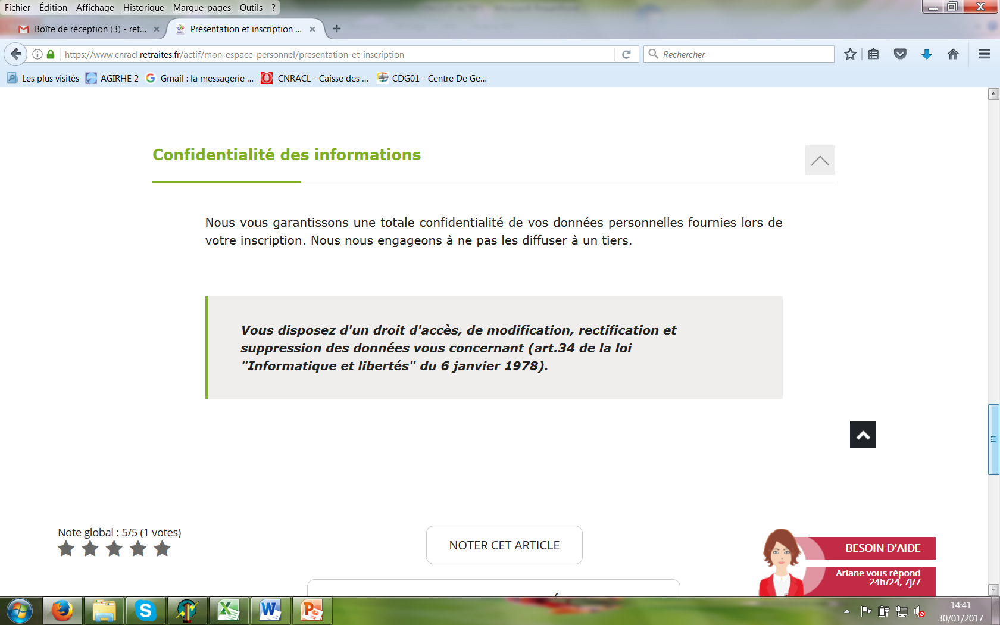 Fichier Édition Affichage Historique Marque-pages Outils ?
Boîte de réception (3) - ret... Présentation et inscription ...
https://www.cnracl.retraites.fr/actif/mon-espace-personnel/presentation-et-inscription
Rechercher
Les plus visités AGIRHE 2 Gmail : la messagerie ... CNRACL - Caisse des ... CDG01 - Centre De Ge...
Confidentialité des informations
Nous vous garantissons une totale confidentialité de vos données personnelles fournies lors de
votre inscription. Nous nous engageons à ne pas les diffuser à un tiers.
Vous disposez d'un droit d'accès, de modification, rectification et
suppression des données vous concernant (art.34 de la loi
"Informatique et libertés" du 6 janvier 1978).
Note global : 5/5 (1 votes)
NOTER CET ARTICLE
BESOIN D'AIDE
Ariane vous répond
24h/24, 7j/7
14:41
30/01/2017